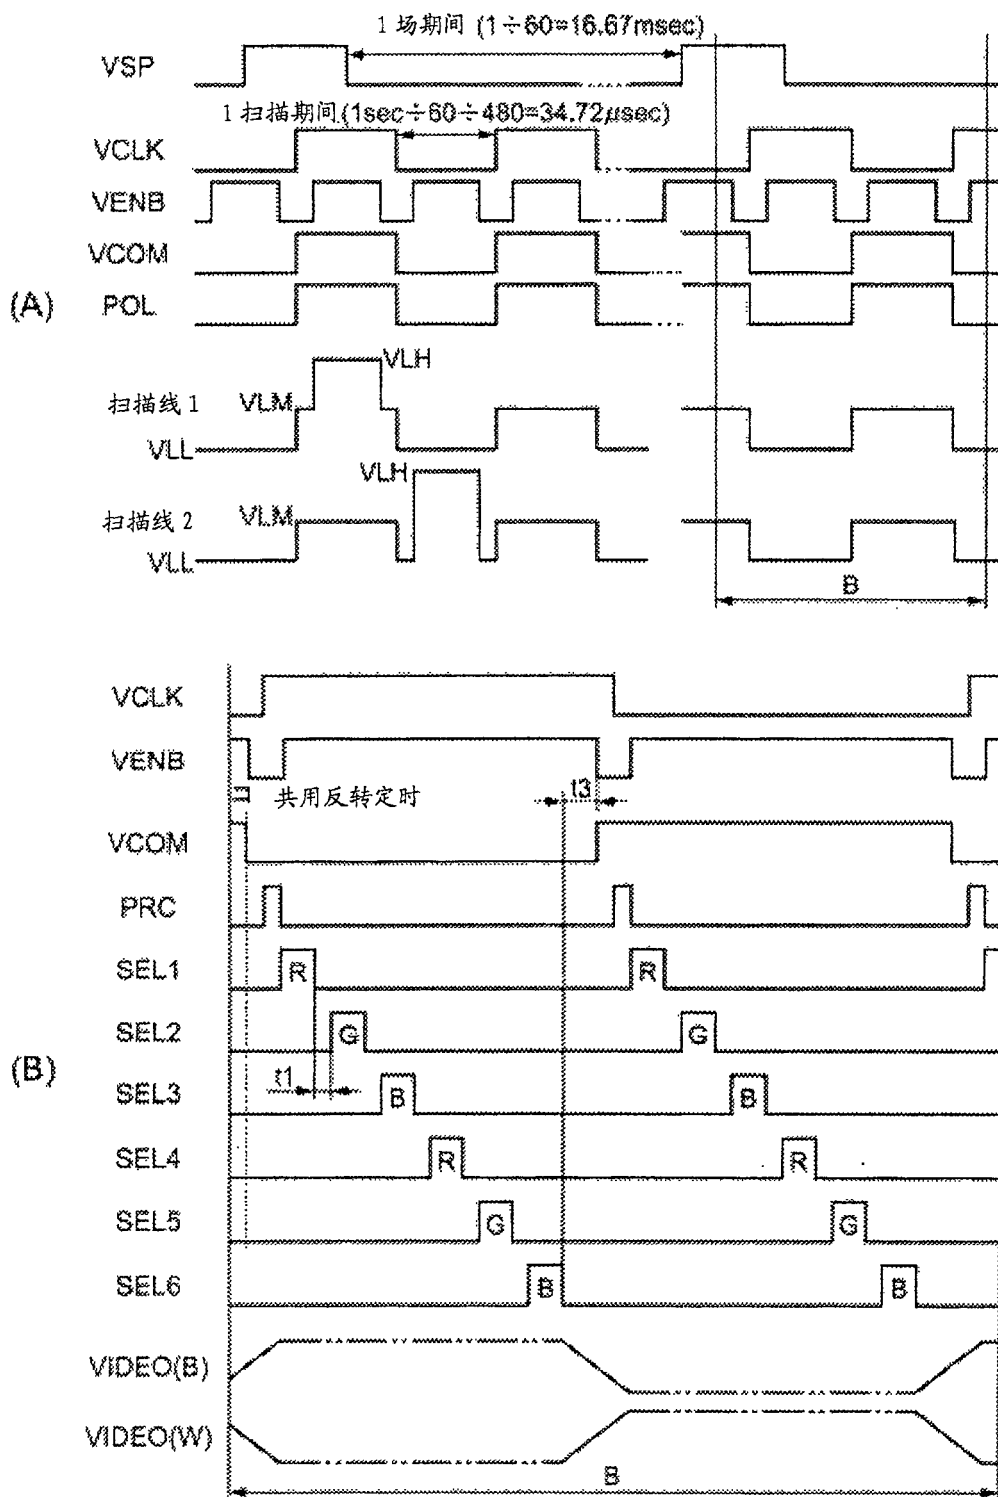 (A)
1 场期间 (1÷60=16.67msec)
VSP
1 扫描期间(1sec÷60÷480=34.72μsec)
VCLK
VENB
VCOM
POL
VLH
扫描线 1 VLM
VLL
VLH
扫描线 2 VLM
VLL
B
(B)
VCLK
VENB
共用反转定时 t3
VCOM
PRC
SEL1 R R
SEL2 G G
t1
SEL3 B B
SEL4 R R
SEL5 G G
SEL6 B B
VIDEO(B)
VIDEO(W)
B